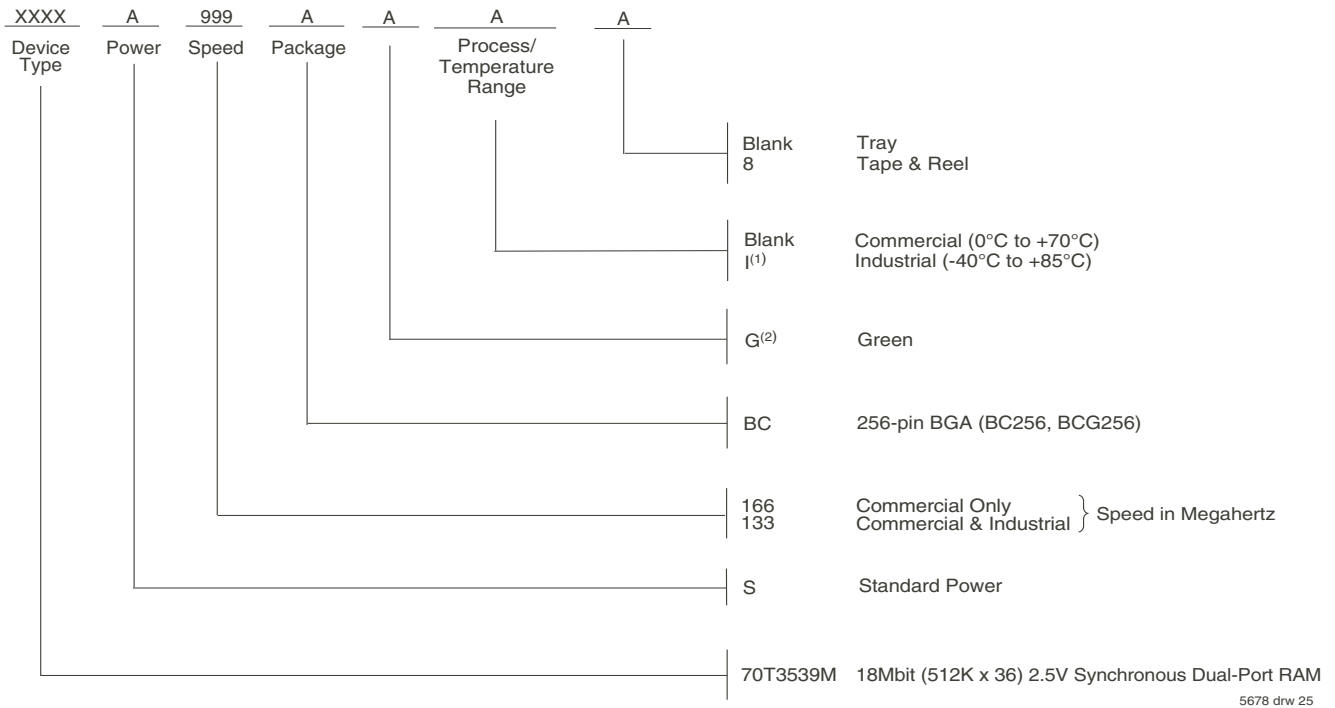 XXXX A 999 A A A A
Device Type Power Speed Package Process/ Temperature Range
Blank Tray
8 Tape & Reel
Blank Commercial (0°C to +70°C)
I(1) Industrial (-40°C to +85°C)
G(2) Green
BC 256-pin BGA (BC256, BCG256)
166 Commercial Only
133 Commercial & Industrial
Speed in Megahertz
S Standard Power
70T3539M 18Mbit (512K x 36) 2.5V Synchronous Dual-Port RAM
5678 drw 25